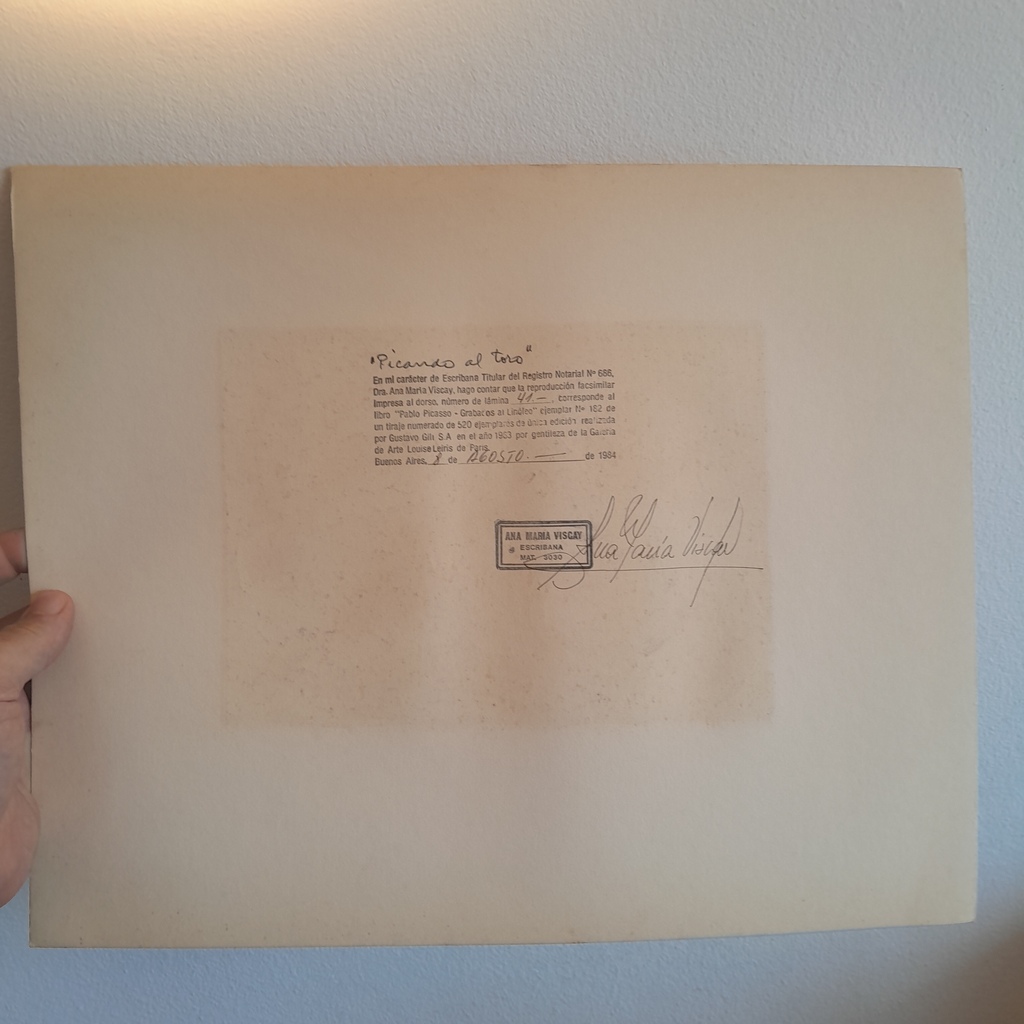 "Picando al toro"
En mi carácter de Escribana Titular del Registro Notarial Nº 686,
Dra. Ana María Viscay, hago contar que la reproducción facsimilar
impresa al dorso, número de lámina 41.—, corresponde al
libro "Pablo Picasso - Grabados al Linóleo" ejemplar Nº 182 de
un tiraje numerado de 520 ejemplares de única edición realizada
por Gustavo Gili S.A. en el año 1983 por gentileza de la Galería
de Arte Louise Leiris de París.
Buenos Aires, 8 de AGOSTO.— de 1984
ANA MARIA VISCAY
ESCRIBANA
MAT. 3030
Ana María Viscay